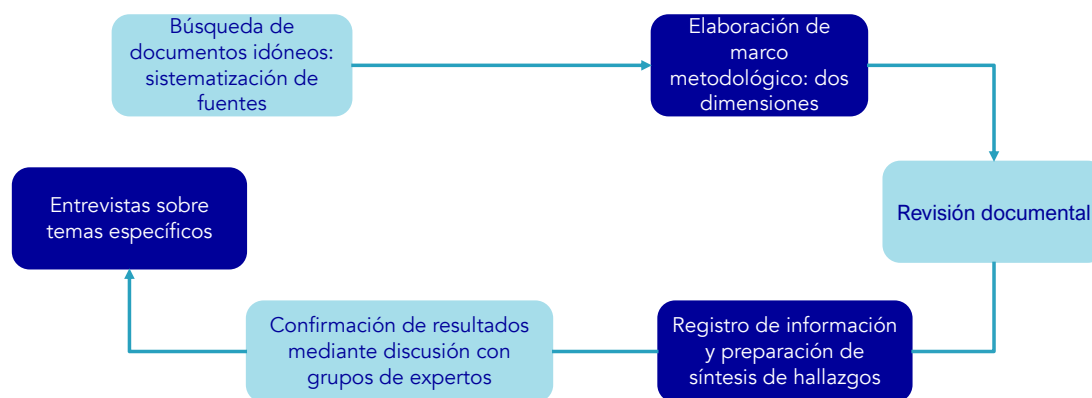 Búsqueda de
documentos idóneos:
sistematización de
fuentes
Elaboración de
marco
metodológico: dos
dimensiones
Revisión documental
Registro de información
y preparación de
síntesis de hallazgos
Confirmación de resultados
mediante discusión con
grupos de expertos
Entrevistas sobre
temas específicos